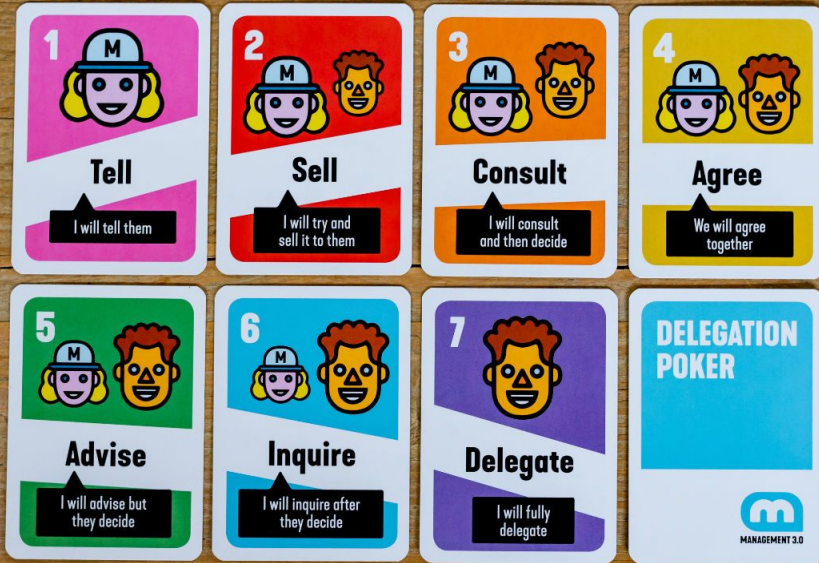 1
M
Tell
I will tell them
2
M
Sell
I will try and
sell it to them
3
M
Consult
I will consult
and then decide
4
M
Agree
We will agree
together
5
M
Advise
I will advise but
they decide
6
M
Inquire
I will inquire after
they decide
7
Delegate
I will fully
delegate
DELEGATION
POKER
m
MANAGEMENT 3.0